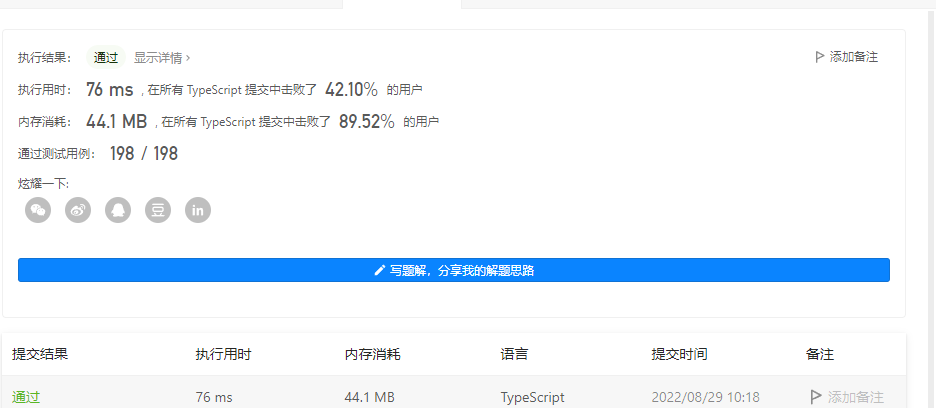 执行结果： 通过 显示详情 › 添加备注
执行用时： 76 ms , 在所有 TypeScript 提交中击败了 42.10% 的用户
内存消耗： 44.1 MB , 在所有 TypeScript 提交中击败了 89.52% 的用户
通过测试用例： 198 / 198
炫耀一下:
豆 in
写题解，分享我的解题思路
提交结果 执行用时 内存消耗 语言 提交时间 备注
通过 76 ms 44.1 MB TypeScript 2022/08/29 10:18 添加备注